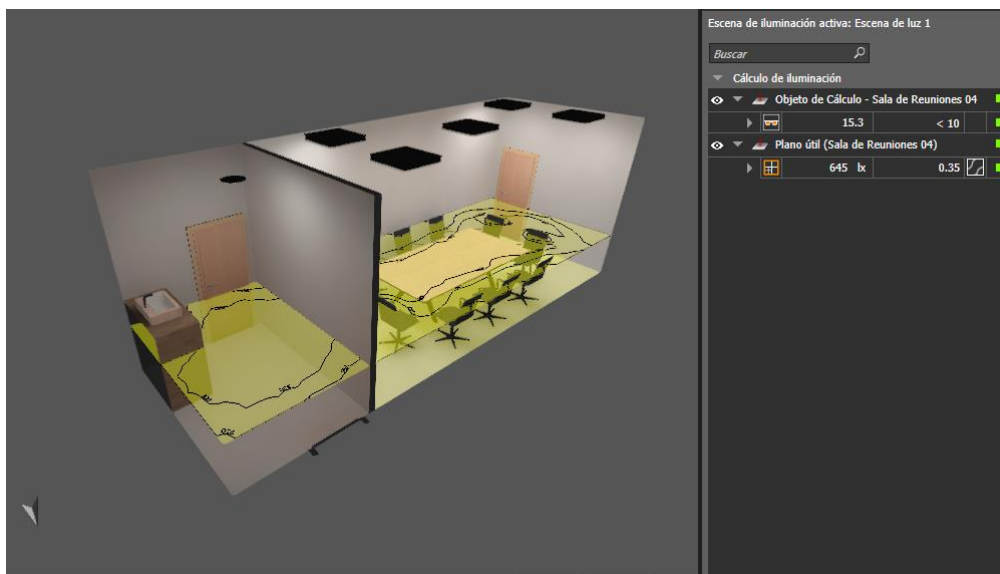 Escena de iluminación activa: Escena de luz 1
Buscar
Cálculo de iluminación
Objeto de Cálculo - Sala de Reuniones 04
15.3 < 10
Plano útil (Sala de Reuniones 04)
645 lx 0.35